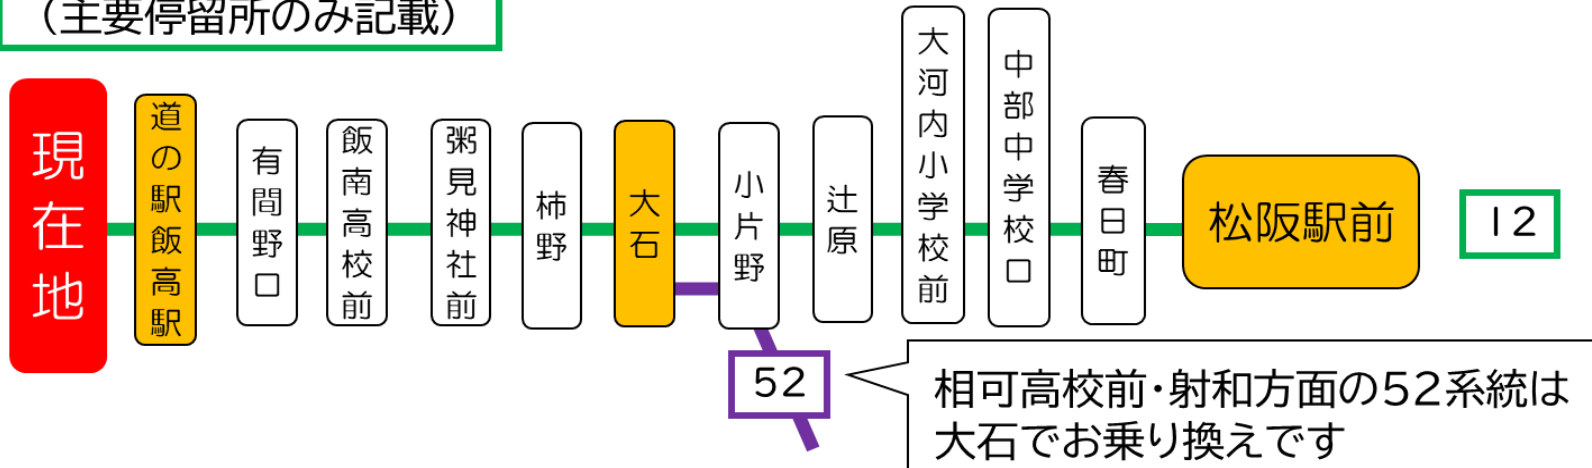 （主要停留所のみ記載）
現在地
道の駅飯高駅
有間野口
飯南高校前
粥見神社前
柿野
大石
小片野
辻原
大河内小学校前
中部中学校口
春日町
松阪駅前
12
52
相可高校前・射和方面の52系統は
大石でお乗り換えです